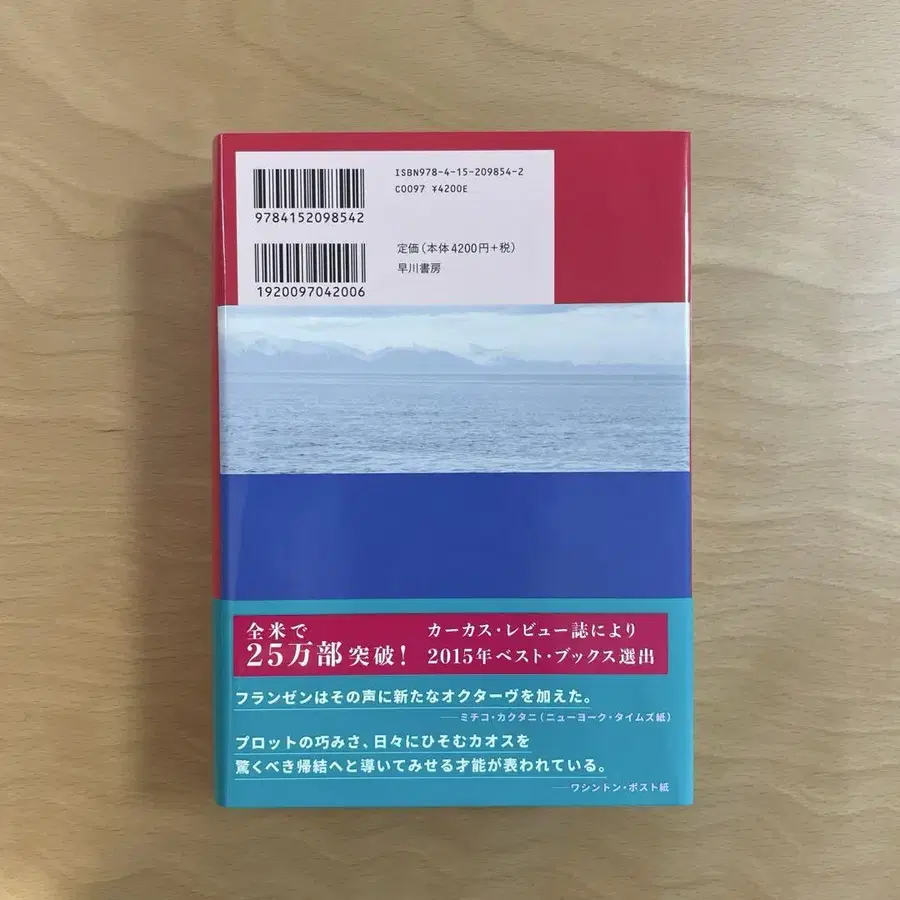 ISBN978-4-15-209854-2
C0097 ¥4200E
9784152098542
定価（本体4200円+税）
早川書房
1920097042006
全米で
25万部突破！
カーカス・レビュー誌により
2015年ベスト・ブックス選出
フランゼンはその声に新たなオクターヴを加えた。
——ミチコ・カクタニ（ニューヨーク・タイムズ紙）
プロットの巧みさ、日々にひそむカオスを
驚くべき帰結へと導いてみせる才能が表われている。
——ワシントン・ポスト紙